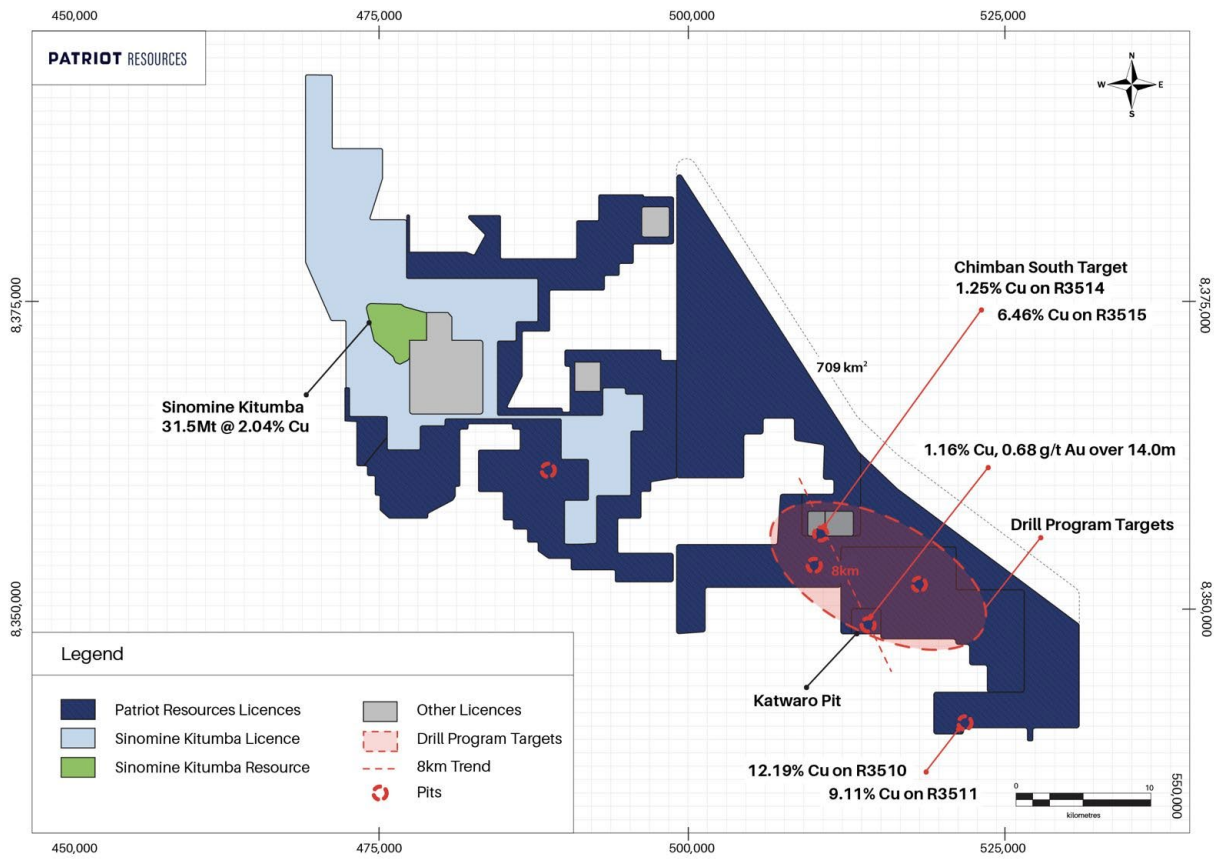 450,000
475,000
500,000
525,000
PATRIOT RESOURCES
N
W
E
S
8,375,000
8,375,000
Chimban South Target
1.25% Cu on R3514
6.46% Cu on R3515
709 km²
Sinomine Kitumba
31.5Mt @ 2.04% Cu
1.16% Cu, 0.68 g/t Au over 14.0m
Drill Program Targets
8km
8,350,000
8,350,000
Katwaro Pit
12.19% Cu on R3510
9.11% Cu on R3511
Legend
Patriot Resources Licences
Sinomine Kitumba Licence
Sinomine Kitumba Resource
Other Licences
Drill Program Targets
8km Trend
Pits
0
10
kilometres
550,000
450,000
475,000
500,000
525,000